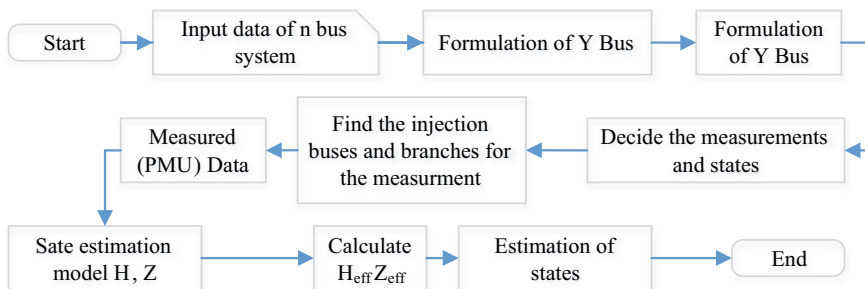 Start
Input data of n bus
system
Formulation of Y Bus
Formulation
of Y Bus
Decide the measurements
and states
Find the injection
buses and branches for
the measurment
Measured
(PMU) Data
Sate estimation
model H, Z
Calculate
HeffZeff
Estimation of
states
End